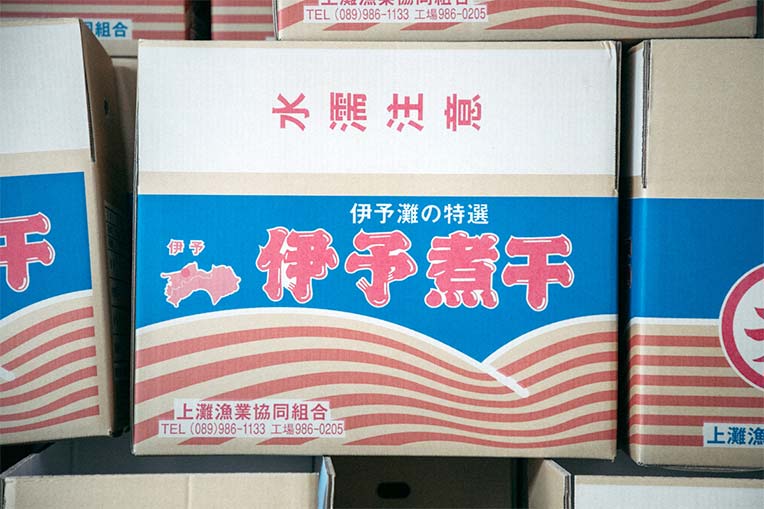 組合
上灘漁業協同組合
TEL (089)986-1133 工場986-0205
水濡注意
伊予灘の特選
伊予
伊予煮干
干
上灘漁業協同組合
TEL (089)986-1133 工場986-0205
上灘漁